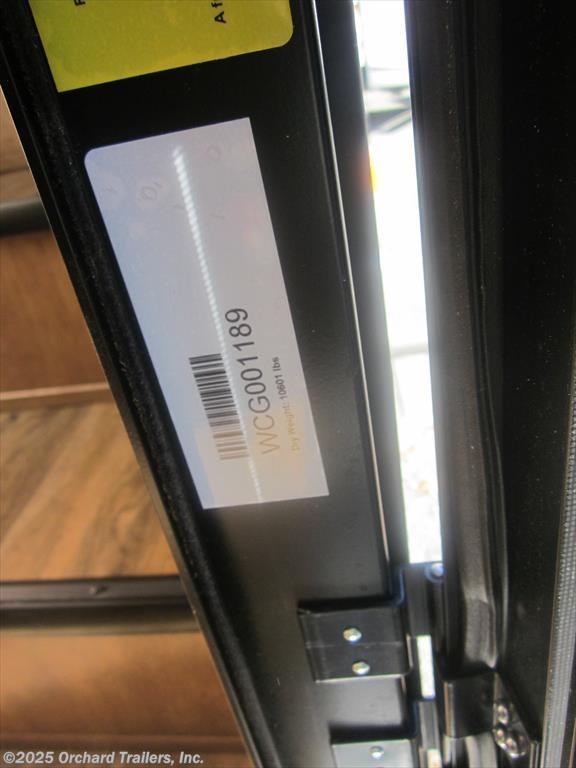 WCG001189
Dry Weight: 10601 lbs
©2025 Orchard Trailers, Inc.